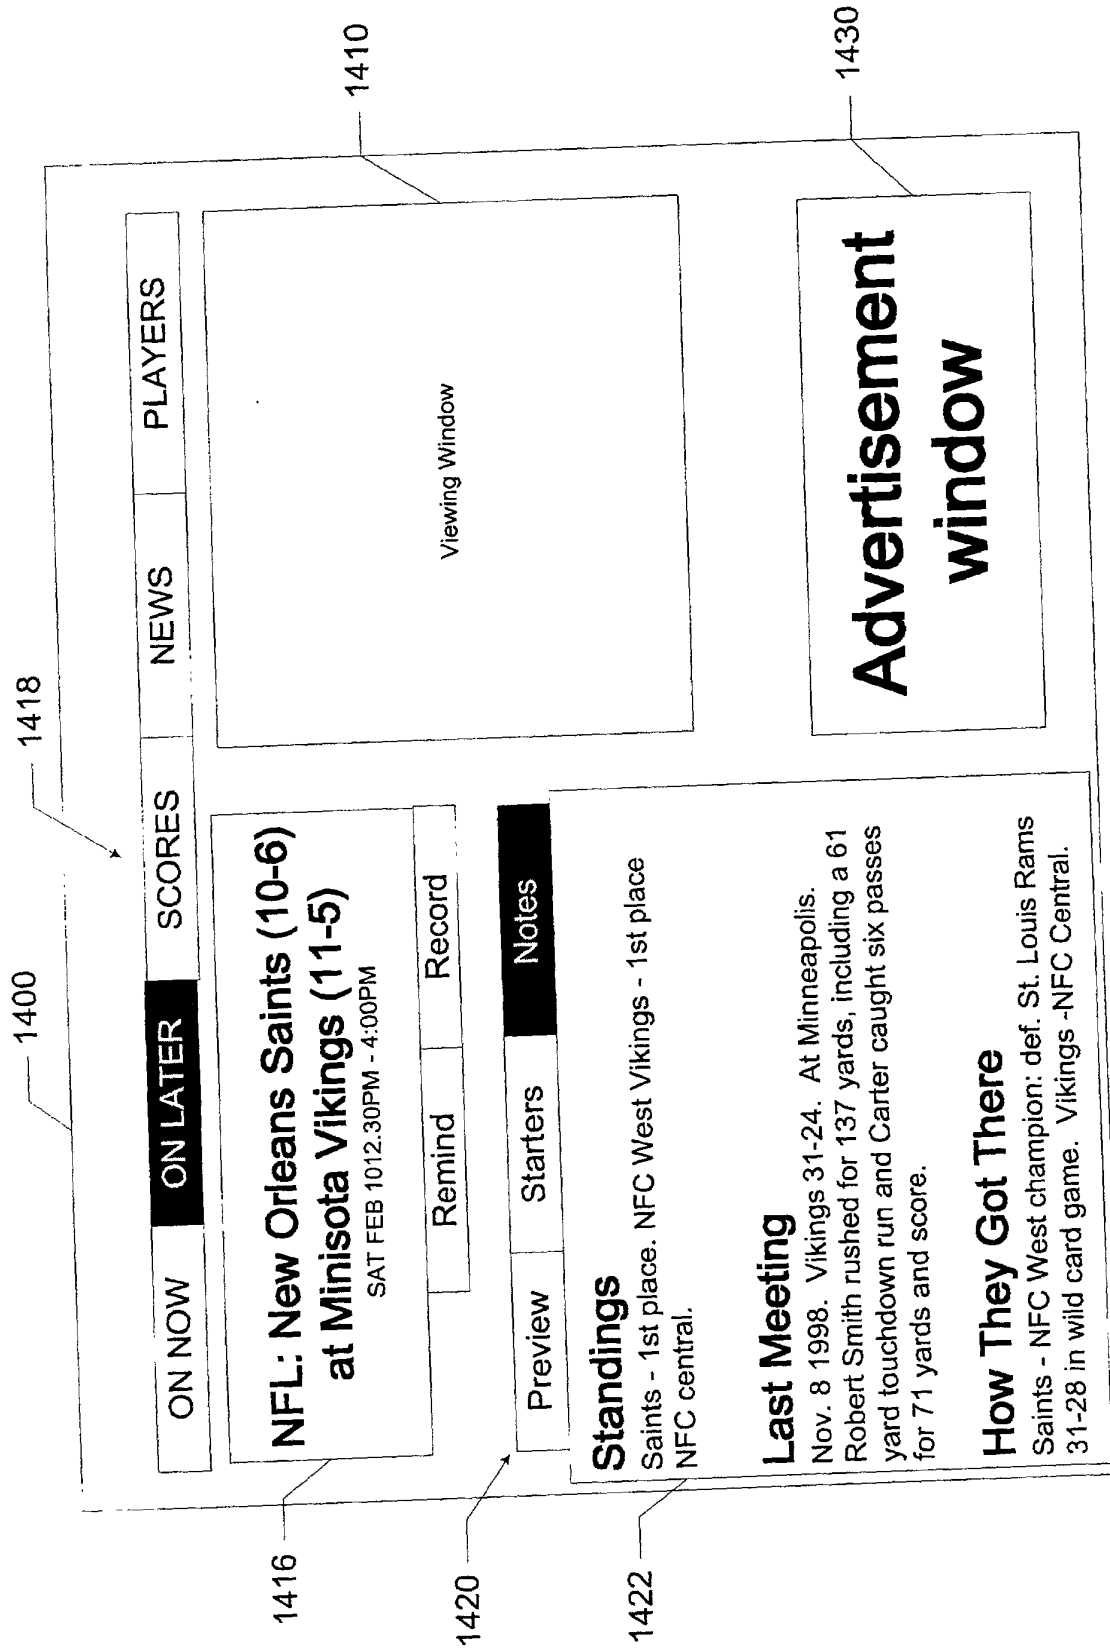 1400
1418
ON NOW
ON LATER
SCORES
NEWS
PLAYERS
1416
NFL: New Orleans Saints (10-6)
at Minisota Vikings (11-5)
SAT FEB 1012.30PM - 4:00PM
Remind
Record
Viewing Window
1410
1420
Preview
Starters
Notes
1422
Standings
Saints - 1st place. NFC West Vikings - 1st place
NFC central.
Last Meeting
Nov. 8 1998. Vikings 31-24. At Minneapolis.
Robert Smith rushed for 137 yards, including a 61
yard touchdown run and Carter caught six passes
for 71 yards and score.
How They Got There
Saints - NFC West champion: def. St. Louis Rams
31-28 in wild card game. Vikings -NFC Central.
Advertisement
window
1430